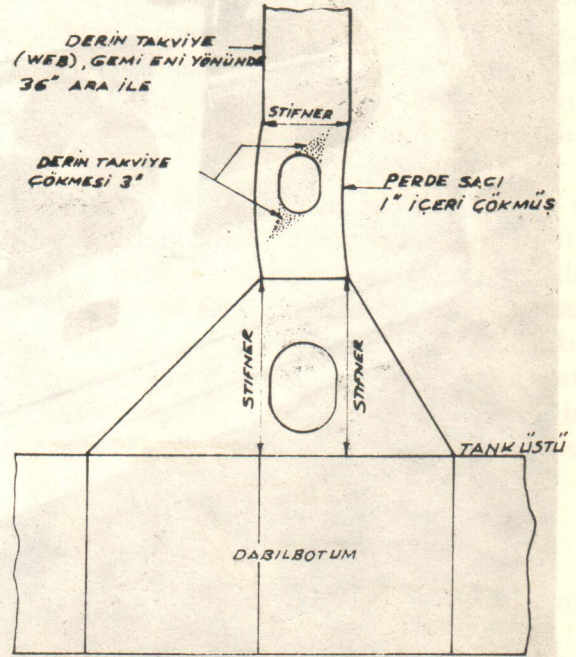 DERİN TAKVİYE
(WEB), GEMİ ENİ YÖNÜNDE
36" ARA İLE
STİFNER
DERİN TAKVİYE
ÇÖKMESİ 3"
PERDE SACI
1" İÇERİ ÇÖKMÜŞ
STİFNER
STİFNER
TANK ÜSTÜ
DABILBOTUM